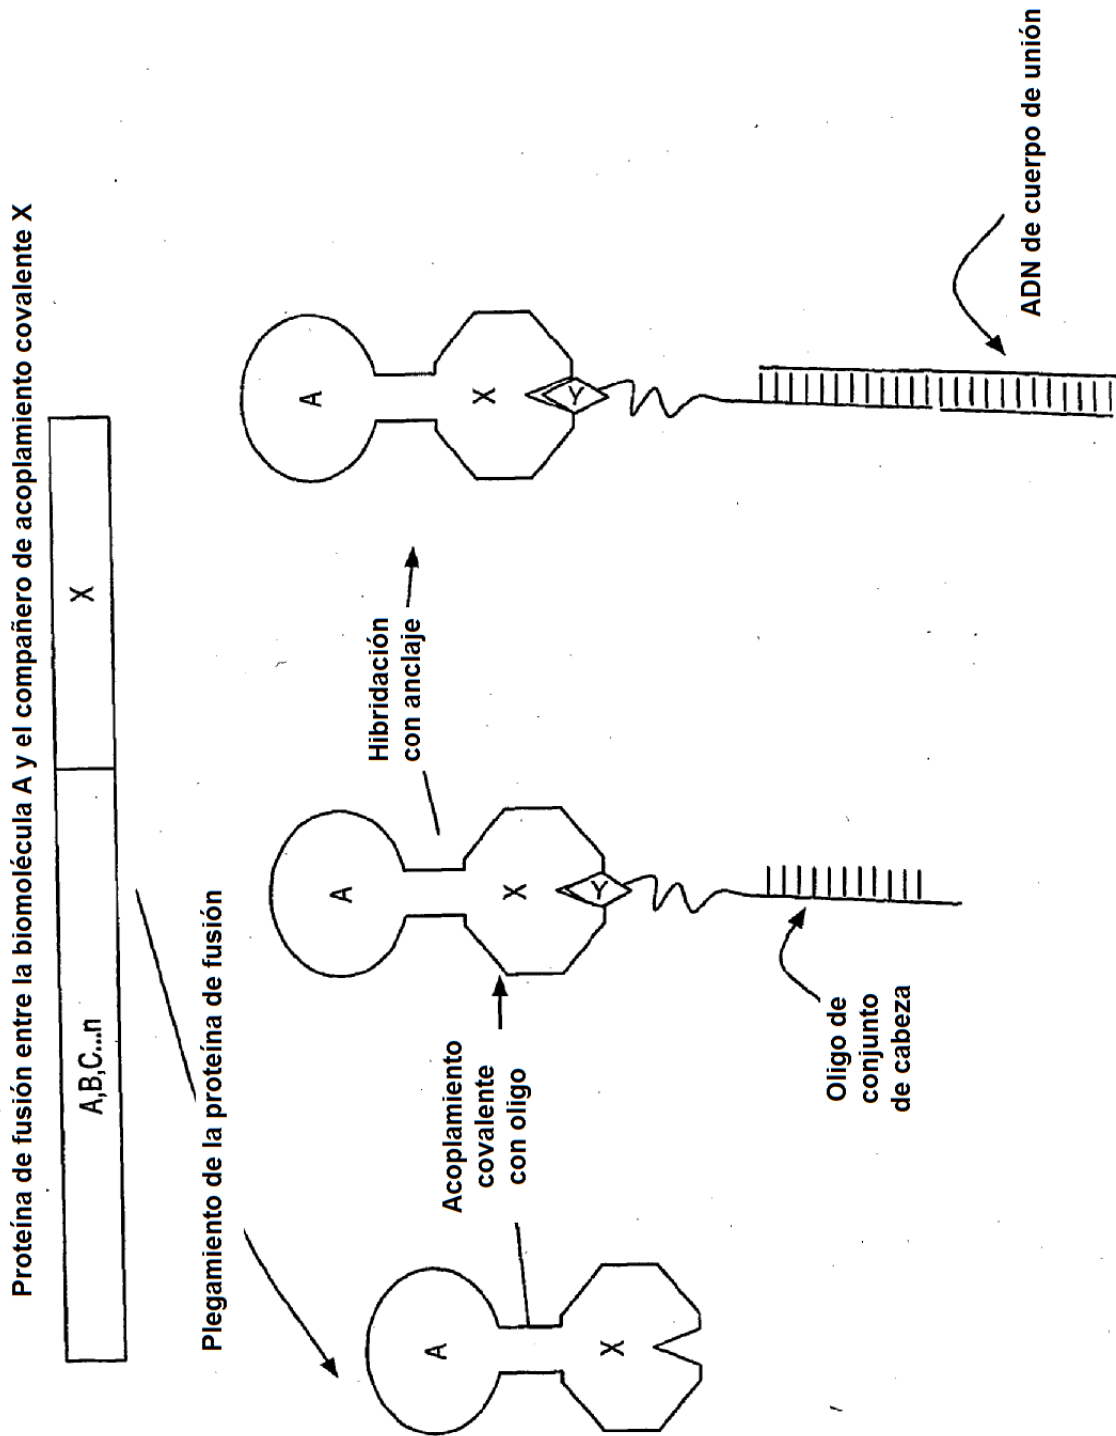 Proteína de fusión entre la biomolécula A y el compañero de acoplamiento covalente X
A,B,C...n
X
Plegamiento de la proteína de fusión
A
X
Acoplamiento
covalente
con oligo
A
X
Y
Oligo de
conjunto
de cabeza
Hibridación
con anclaje
A
X
Y
ADN de cuerpo de unión